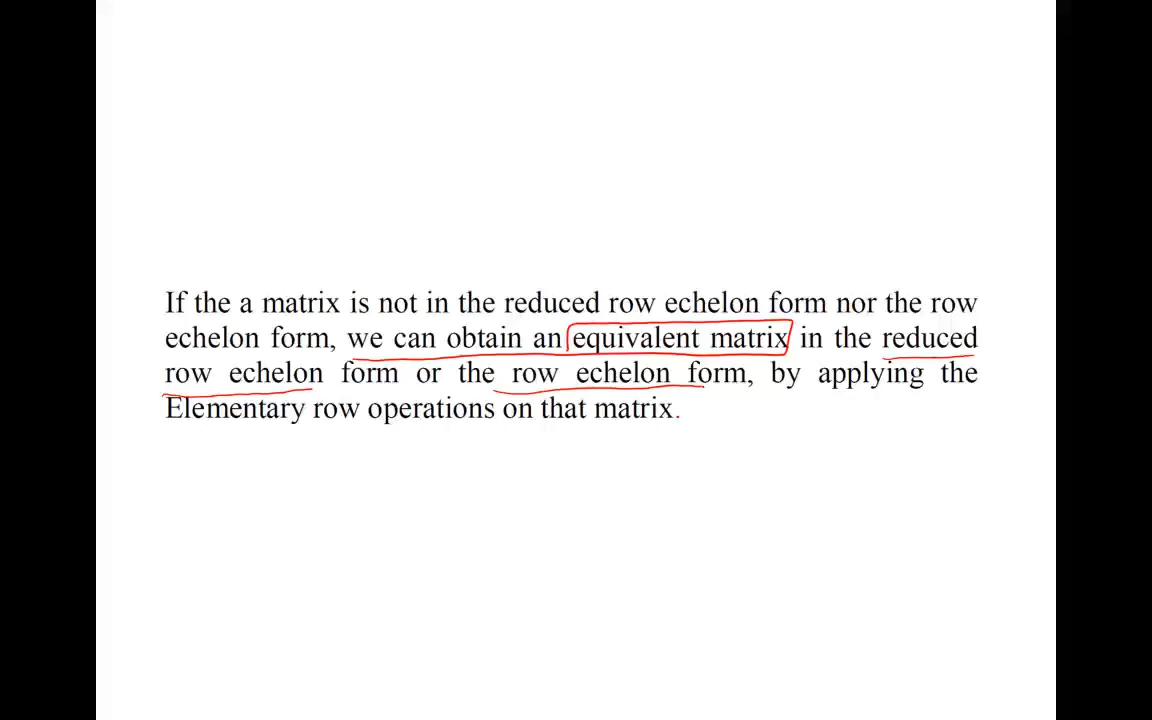 If the a matrix is not in the reduced row echelon form nor the row
echelon form, we can obtain an equivalent matrix in the reduced
row echelon form or the row echelon form, by applying the
Elementary row operations on that matrix.